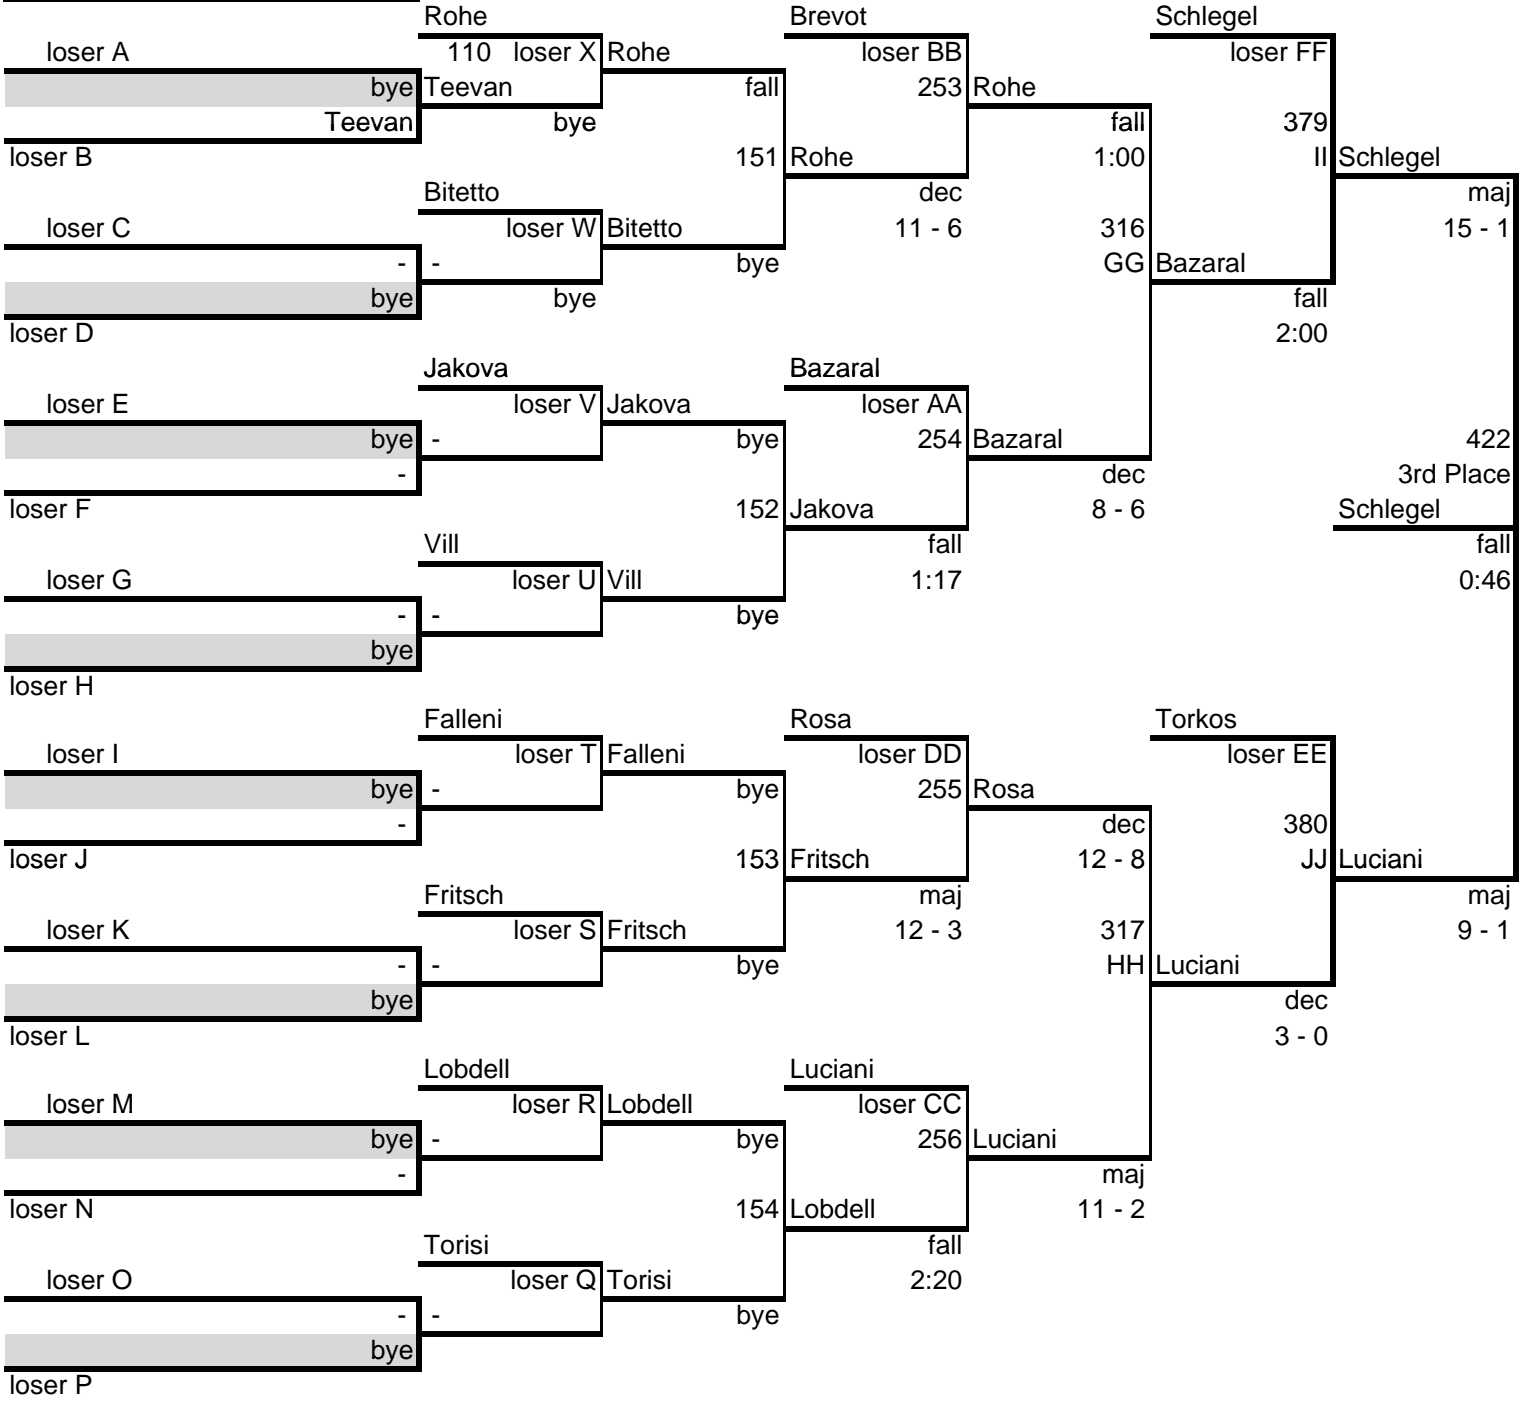 Rohe Brevot Schlegel
loser A 110 loser X Rohe loser BB loser FF
bye Teevan fall 253 Rohe
Teevan bye fall 379
loser B 151 Rohe 1:00 II Schlegel
Bitetto dec maj
loser C loser W Bitetto 11 - 6 316 15 - 1
- - bye GG Bazaral
bye bye fall
loser D 2:00
Jakova Bazaral
loser E loser V Jakova loser AA
bye - bye 254 Bazaral 422
- dec 3rd Place
loser F 152 Jakova 8 - 6 Schlegel
Vill fall fall
loser G loser U Vill 1:17 0:46
- - bye
bye
loser H
Falleni Rosa Torkos
loser I loser T Falleni loser DD loser EE
bye - bye 255 Rosa
- dec 380
loser J 153 Fritsch 12 - 8 JJ Luciani
Fritsch maj maj
loser K loser S Fritsch 12 - 3 317 9 - 1
- - bye HH Luciani
bye dec
loser L 3 - 0
Lobdell Luciani
loser M loser R Lobdell loser CC
bye - bye 256 Luciani
- maj
loser N 154 Lobdell 11 - 2
Torisi fall
loser O loser Q Torisi 2:20
- - bye
bye
loser P